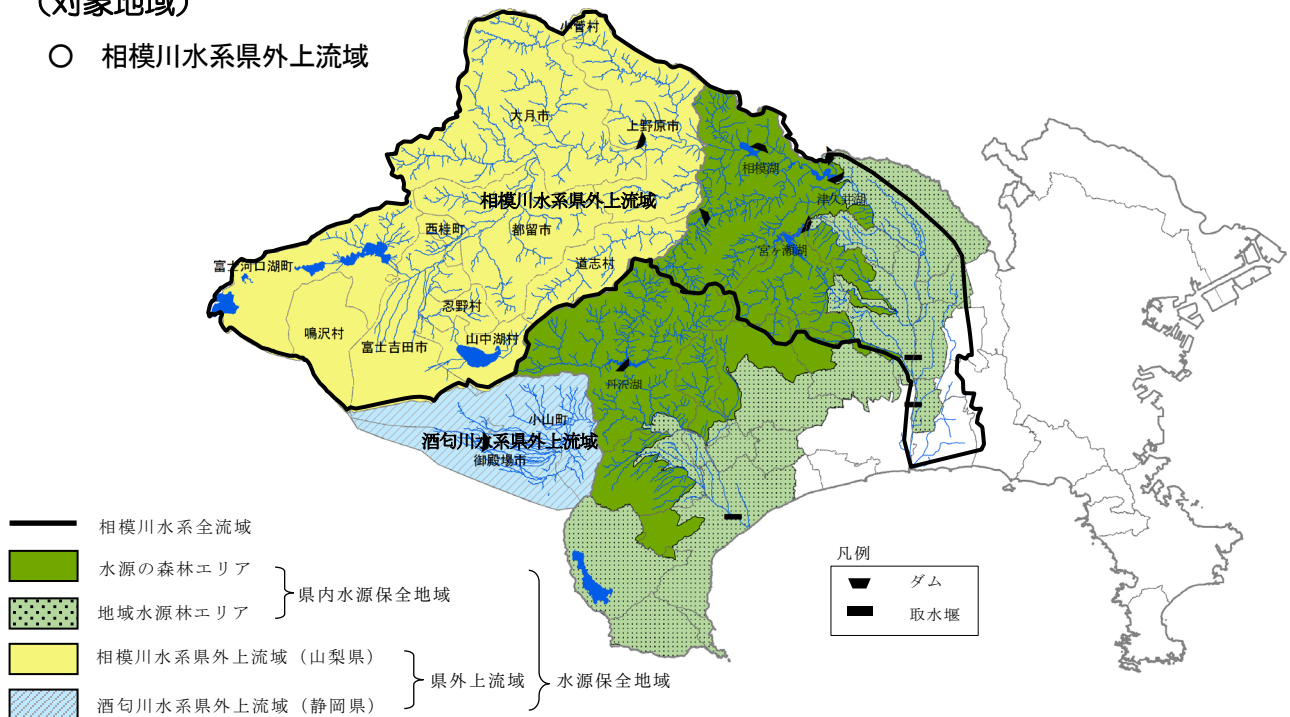 （対象地域）
○ 相模川水系県外上流域
小菅村
大月市
上野原市
相模湖
相模川水系県外上流域
津久井湖
西桂町
都留市
宮ヶ瀬湖
富士河口湖町
道志村
忍野村
鳴沢村
富士吉田市
山中湖村
丹沢湖
小山町
酒匂川水系県外上流域
御殿場市
相模川水系全流域
水源の森林エリア
県内水源保全地域
地域水源林エリア
相模川水系県外上流域（山梨県）
県外上流域
水源保全地域
酒匂川水系県外上流域（静岡県）
凡例
ダム
取水堰